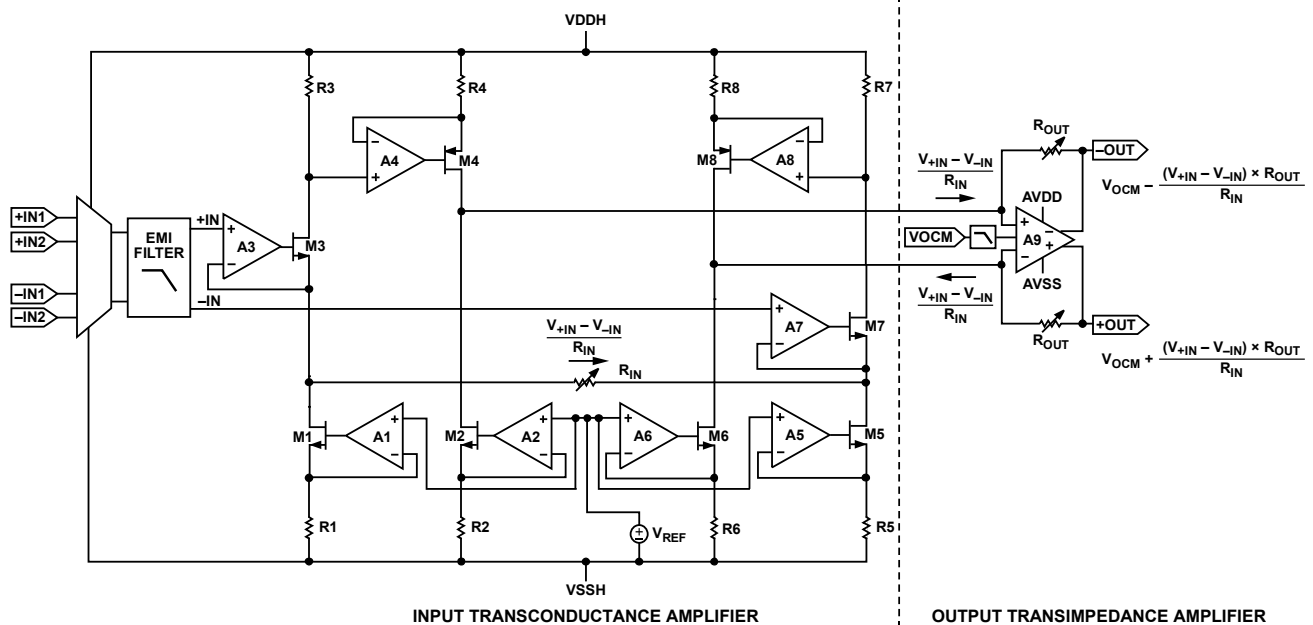 VDDH
R3
R4
R8
R7
A4
M4
M8
A8
+IN1
+IN2
–IN1
–IN2
EMI
FILTER
+IN
–IN
A3
M3
A7
M7
V+IN – V–IN
RIN
RIN
M1
A1
M2
A2
A6
M6
A5
M5
R1
R2
VREF
R6
R5
VSSH
INPUT TRANSCONDUCTANCE AMPLIFIER
V+IN – V–IN
RIN
ROUT
–OUT
VOCM – (V+IN – V–IN) × ROUT
RIN
AVDD
VOCM
A9
AVSS
V+IN – V–IN
RIN
ROUT
+OUT
VOCM + (V+IN – V–IN) × ROUT
RIN
OUTPUT TRANSIMPEDANCE AMPLIFIER